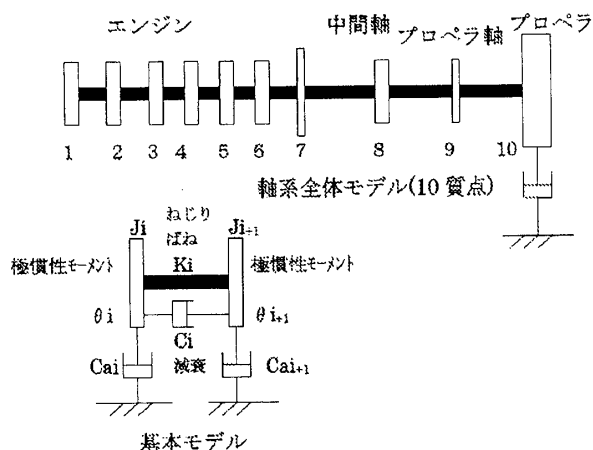 エンジン
中間軸
プロペラ軸
プロペラ
1 2 3 4 5 6 7 8 9 10
軸系全体モデル(10質点)
ねじり
ばね
Ji Ki Ji+1
極慣性モーメント 極慣性モーメント
θi θi+1
Ci
Cai 減衰 Cai+1
基本モデル